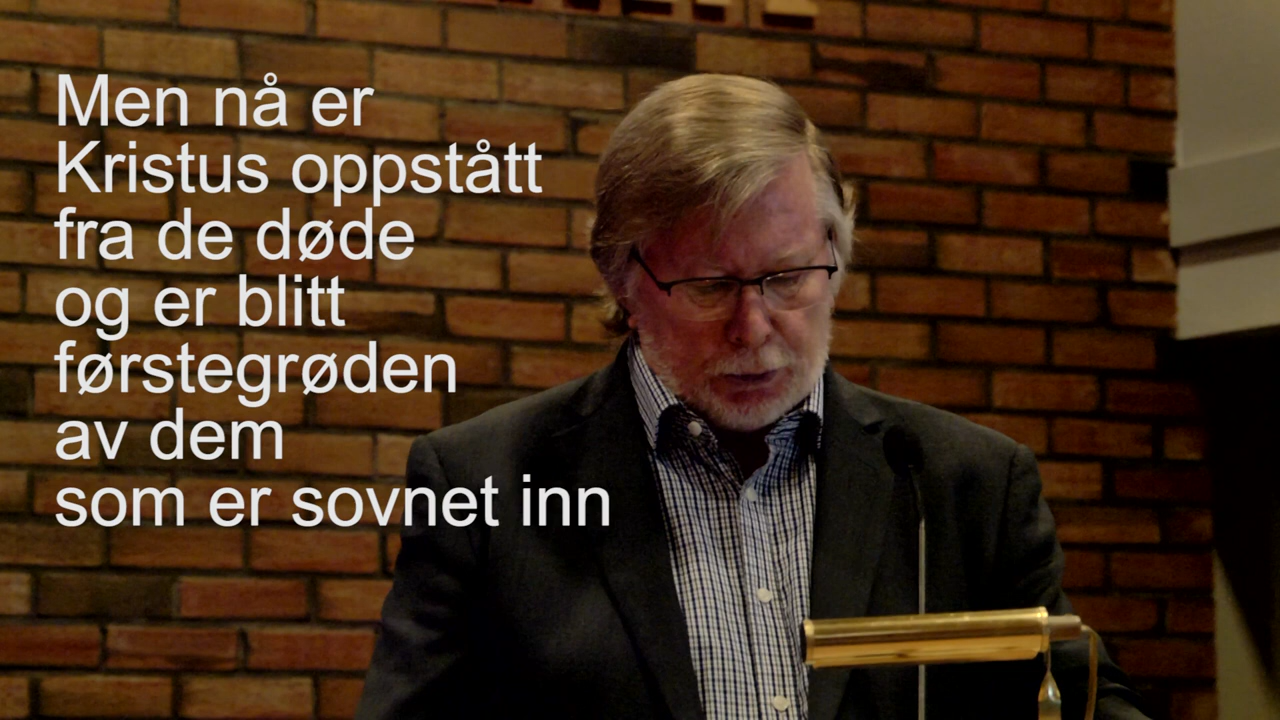 Men nå er
Kristus oppstått
fra de døde
og er blitt
førstegrøden
av dem
som er sovnet inn